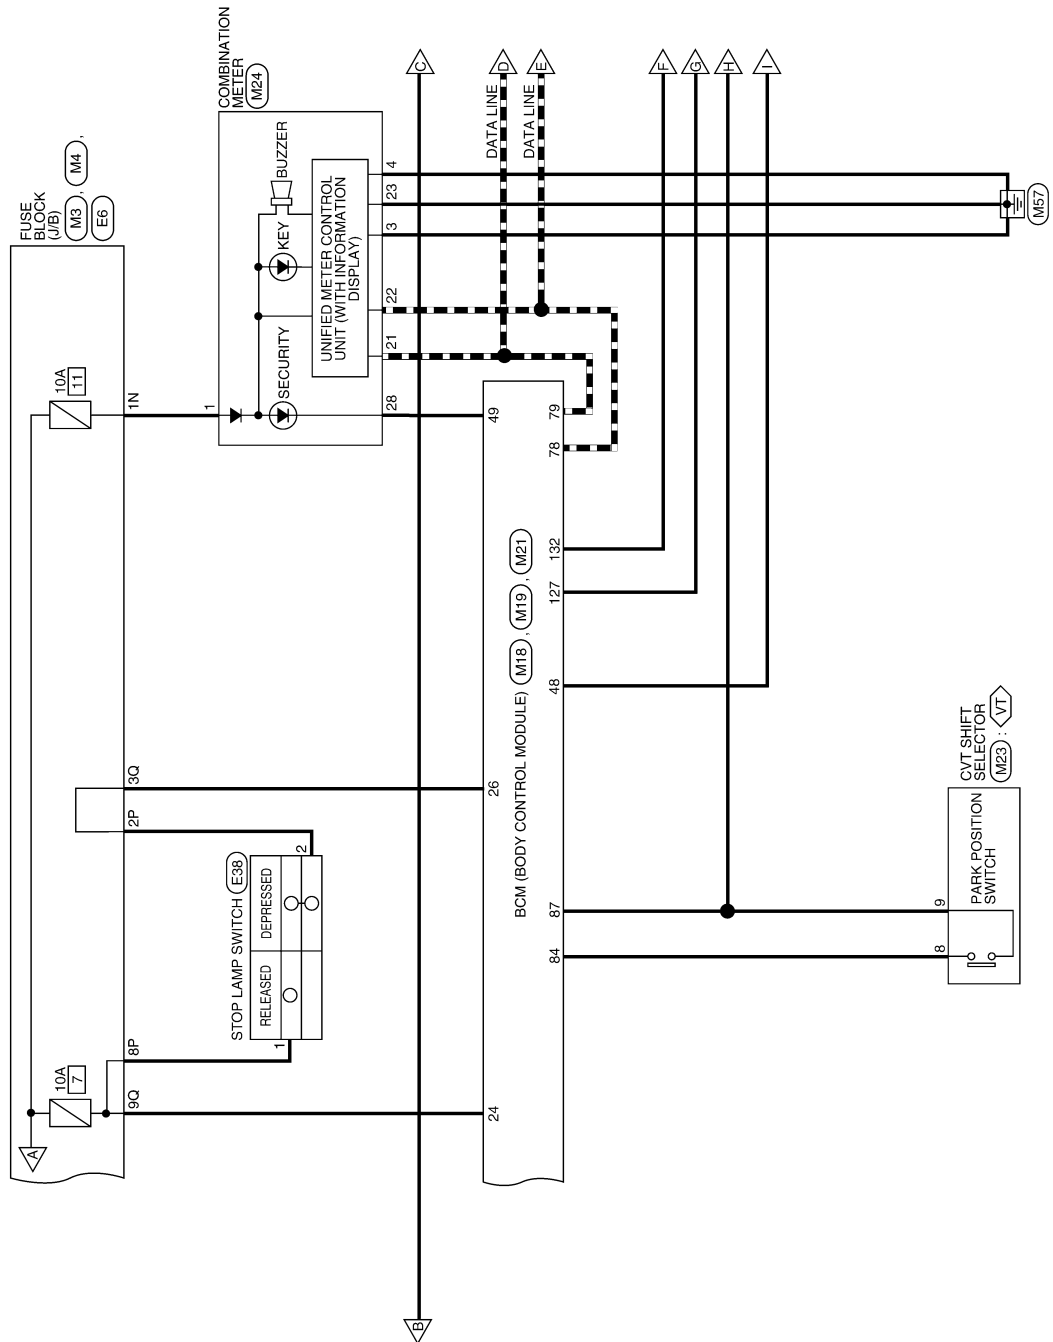 FUSE
BLOCK
(J/B)
M3 , M4 ,
E6
10A
11
1N
10A
7
A
9Q
8P
2P
3Q
COMBINATION
METER
M24
BUZZER
KEY
SECURITY
UNIFIED METER CONTROL
UNIT (WITH INFORMATION
DISPLAY)
1
28
21
22
3
23
4
STOP LAMP SWITCH E38
RELEASED
DEPRESSED
1
2
B
C
DATA LINE
D
DATA LINE
E
F
G
H
I
BCM (BODY CONTROL MODULE) M18 , M19 , M21
24
26
49
84
87
48
127
132
78
79
CVT SHIFT
SELECTOR
M23 : VT
PARK POSITION
SWITCH
8
9
M57